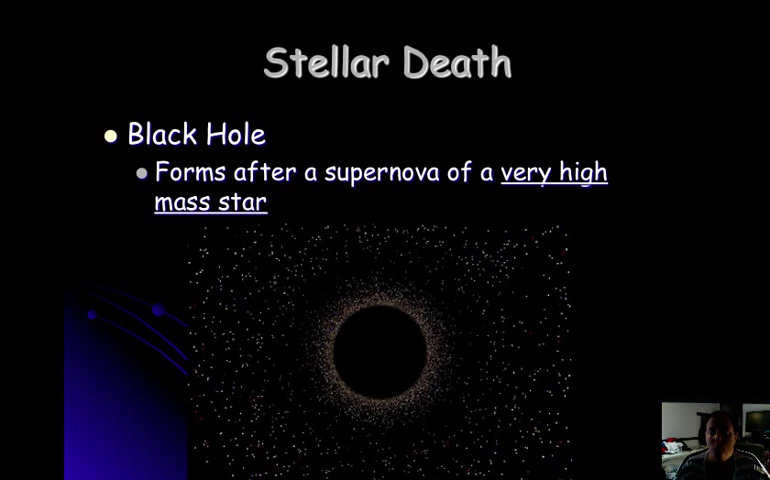 Stellar Death
Black Hole
Forms after a supernova of a very high
mass star